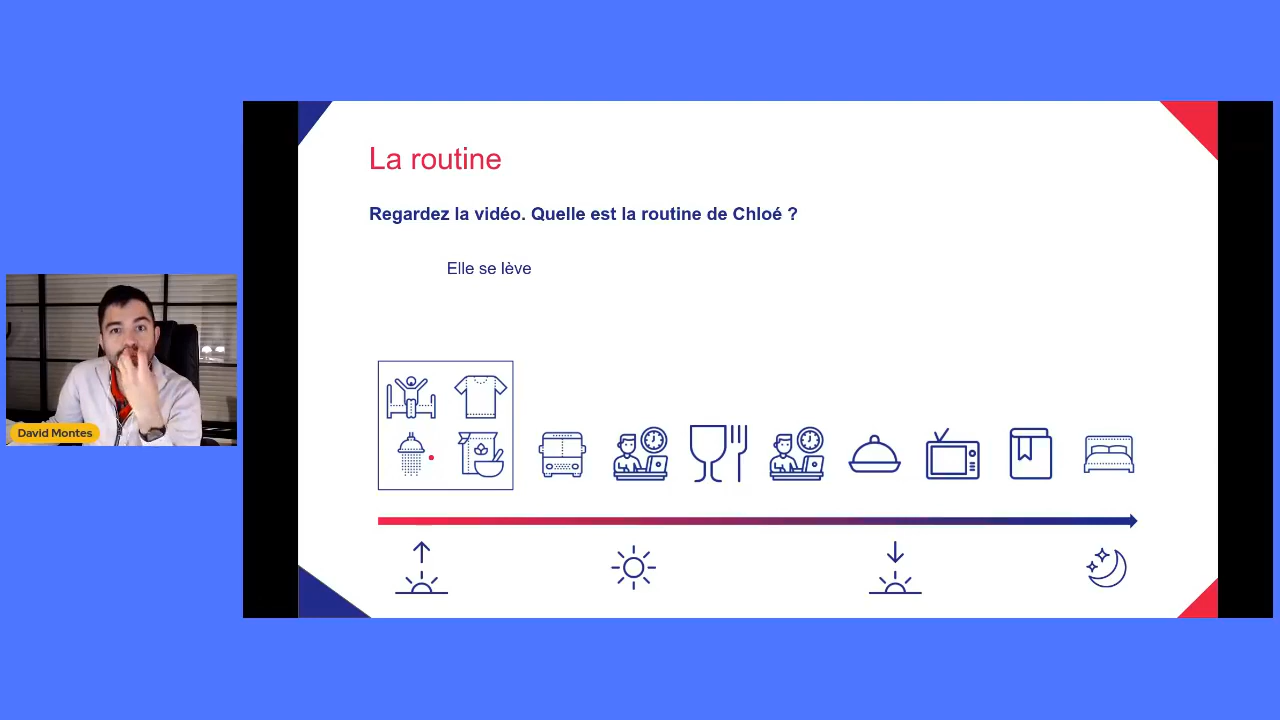 La routine
Regardez la vidéo. Quelle est la routine de Chloé ?
Elle se lève
David Montes